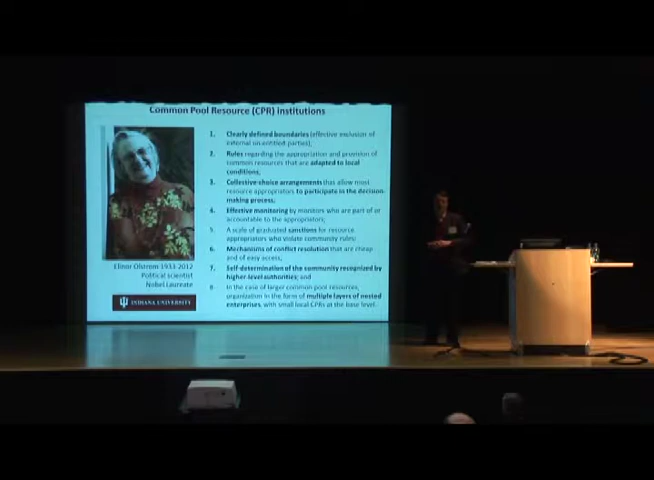 Common Pool Resource (CPR) institutions
1. Clearly defined boundaries (effective exclusion of
external un-entitled parties);
2. Rules regarding the appropriation and provision of
common resources that are adapted to local
conditions;
3. Collective-choice arrangements that allow most
resource appropriators to participate in the decision-
making process;
4. Effective monitoring by monitors who are part of or
accountable to the appropriators;
5. A scale of graduated sanctions for resource
appropriators who violate community rules;
6. Mechanisms of conflict resolution that are cheap
and of easy access;
7. Self-determination of the community recognized by
higher-level authorities; and
8. In the case of larger common pool resources,
organization in the form of multiple layers of nested
enterprises, with small local CPRs at the base level.
Elinor Olstrom 1933-2012
Political scientist
Nobel Laureate
INDIANA UNIVERSITY